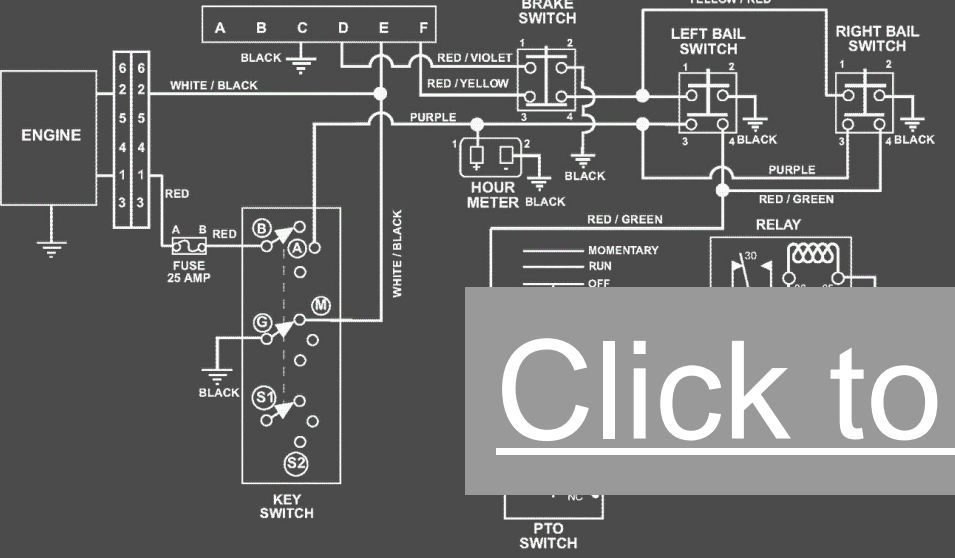 BRAKE
SWITCH
YELLOW / RED
A B C D E F
LEFT BAIL
SWITCH
RIGHT BAIL
SWITCH
BLACK
RED / VIOLET
1 2
1 2
1 2
6 6
2 2
5 5
4 4
1 1
3 3
WHITE / BLACK
RED / YELLOW
ENGINE
PURPLE
3 4
BLACK
BLACK
3 4
3 4
1 2
+ -
HOUR
METER
BLACK
BLACK
PURPLE
RED / GREEN
RED
RED / GREEN
RELAY
A B
RED
FUSE
25 AMP
B
A
WHITE / BLACK
MOMENTARY
RUN
OFF
30
M
G
BLACK
S1
S2
Click to
KEY
SWITCH
NC
PTO
SWITCH